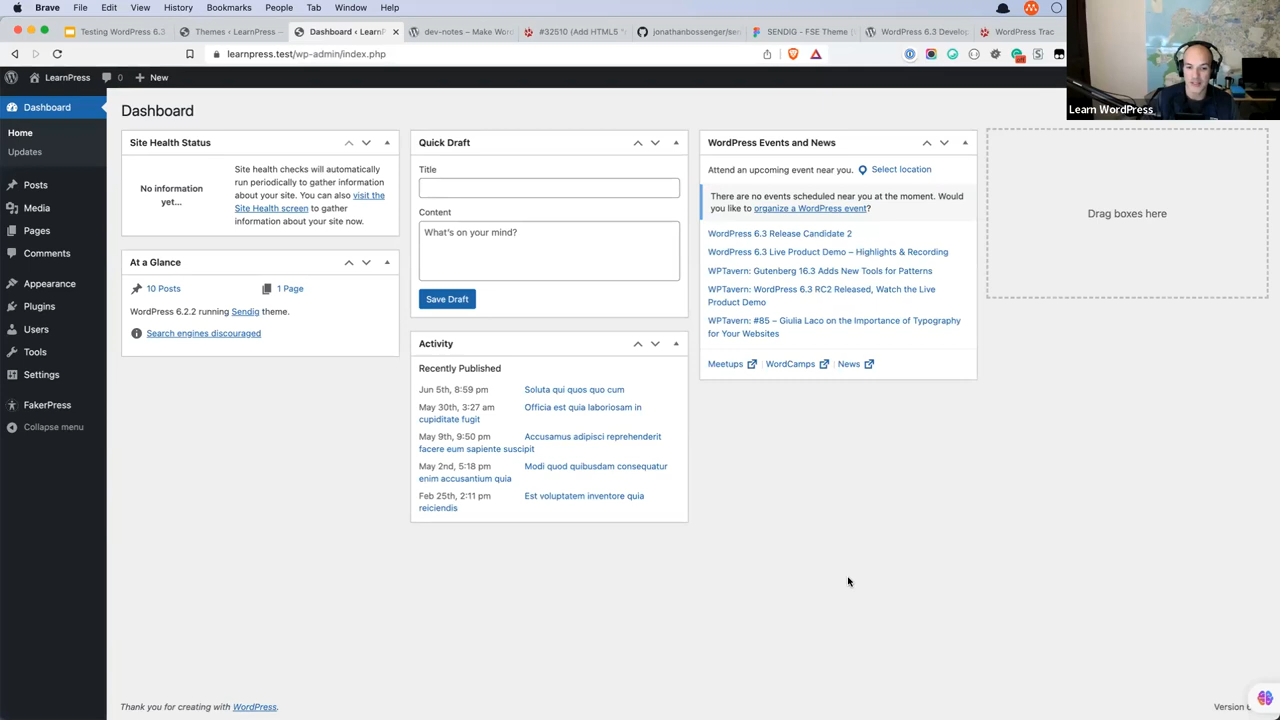 Brave File Edit View History Bookmarks People Tab Window Help
Testing WordPress 6.3
Themes ‹ LearnPress —
Dashboard ‹ LearnP
dev-notes – Make Wor
#32510 (Add HTML5
jonathanbossenger/sen
SENDIG - FSE Theme
WordPress 6.3 Develop
WordPress Trac
learnpress.test/wp-admin/index.php
LearnPress 0 New
Learn WordPress
Dashboard
Home
Updates
Posts
Media
Pages
Comments
Appearance
Plugins
Users
Tools
Settings
FakerPress
Collapse menu
Dashboard
Site Health Status
No information
yet...
Site health checks will automatically
run periodically to gather information
about your site. You can also visit the
Site Health screen to gather
information about your site now.
At a Glance
10 Posts
1 Page
WordPress 6.2.2 running Sendig theme.
Search engines discouraged
Quick Draft
Title
Content
What's on your mind?
Save Draft
Activity
Recently Published
Jun 5th, 8:59 pm Soluta qui quos quo cum
May 30th, 3:27 am Officia est quia laboriosam in
cupiditate fugit
May 9th, 9:50 pm Accusamus adipisci reprehenderit
facere eum sapiente suscipit
May 2nd, 5:18 pm Modi quod quibusdam consequatur
enim accusantium quia
Feb 25th, 2:11 pm Est voluptatem inventore quia
reiciendis
WordPress Events and News
Attend an upcoming event near you. Select location
There are no events scheduled near you at the moment. Would
you like to organize a WordPress event?
WordPress 6.3 Release Candidate 2
WordPress 6.3 Live Product Demo – Highlights & Recording
WPTavern: Gutenberg 16.3 Adds New Tools for Patterns
WPTavern: WordPress 6.3 RC2 Released, Watch the Live
Product Demo
WPTavern: #85 – Giulia Laco on the Importance of Typography
for Your Websites
Meetups | WordCamps | News
Drag boxes here
Thank you for creating with WordPress.
Version